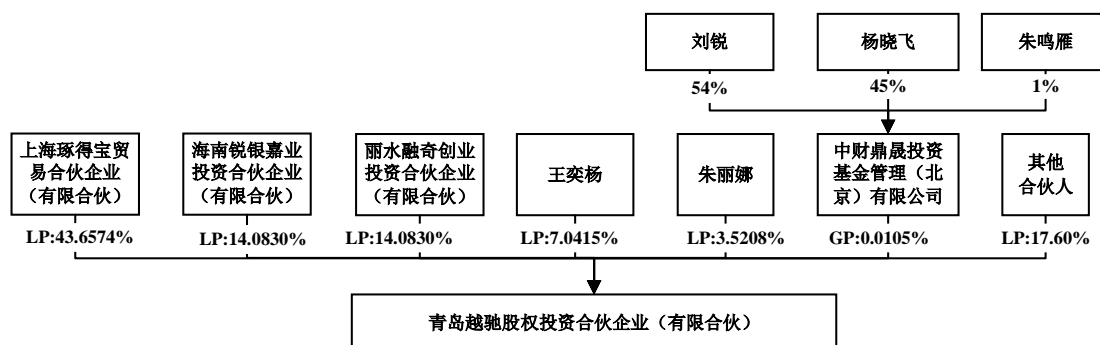 刘锐
杨晓飞
朱鸣雁
54%
45%
1%
上海琢得宝贸
易合伙企业
（有限合伙）
海南锐银嘉业
投资合伙企业
（有限合伙）
丽水融奇创业
投资合伙企业
（有限合伙）
王奕杨
朱丽娜
中财鼎晟投资
基金管理（北
京）有限公司
其他
合伙人
LP:43.6574%
LP:14.0830%
LP:14.0830%
LP:7.0415%
LP:3.5208%
GP:0.0105%
LP:17.60%
青岛越驰股权投资合伙企业（有限合伙）